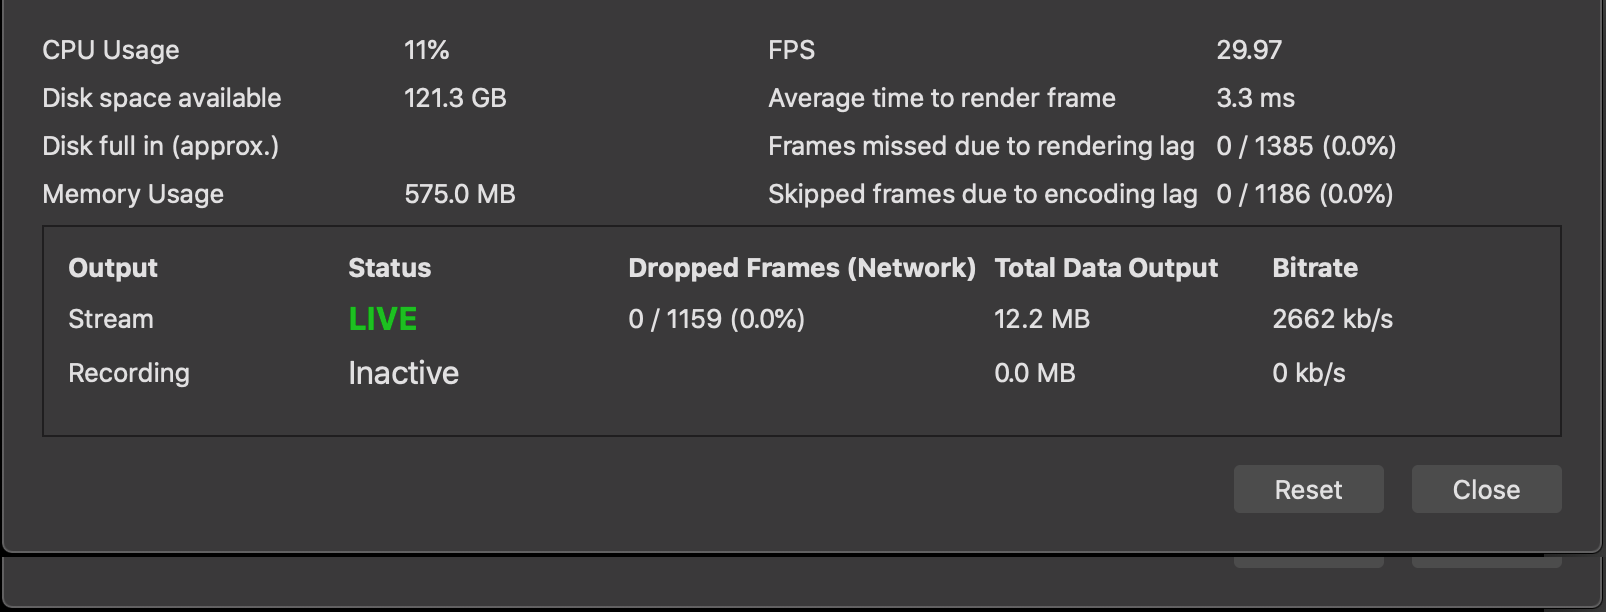 CPU Usage 11% FPS 29.97
Disk space available 121.3 GB Average time to render frame 3.3 ms
Disk full in (approx.) Frames missed due to rendering lag 0 / 1385 (0.0%)
Memory Usage 575.0 MB Skipped frames due to encoding lag 0 / 1186 (0.0%)
Output Status Dropped Frames (Network) Total Data Output Bitrate
Stream LIVE 0 / 1159 (0.0%) 12.2 MB 2662 kb/s
Recording Inactive 0.0 MB 0 kb/s
Reset Close